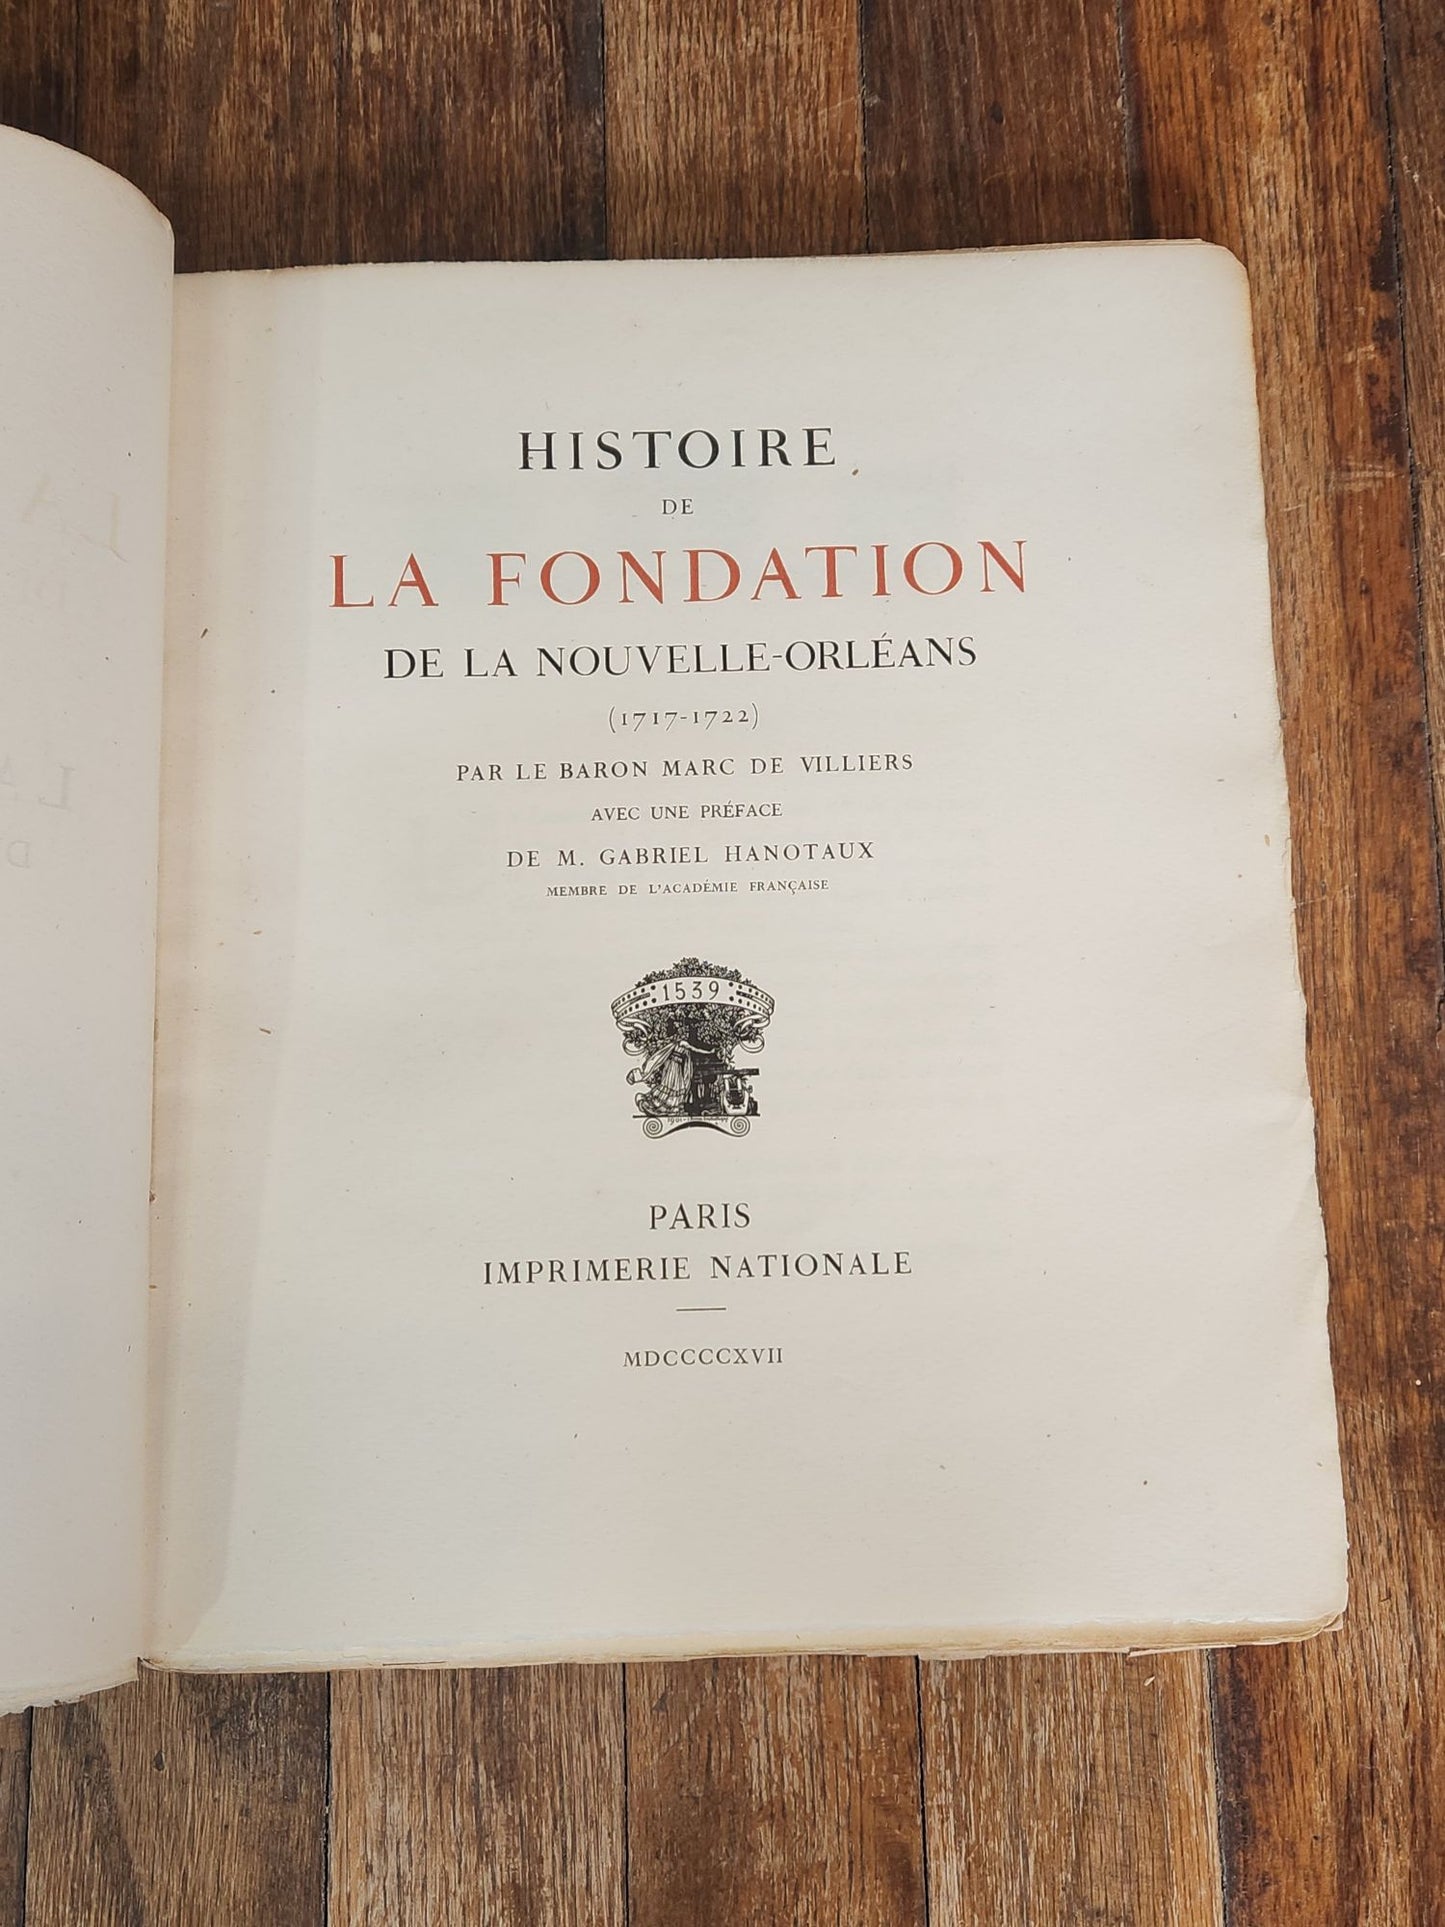 HISTOIRE
DE
LA FONDATION
DE LA NOUVELLE-ORLÉANS
(1717-1722)
PAR LE BARON MARC DE VILLIERS
AVEC UNE PRÉFACE
DE M. GABRIEL HANOTAUX
MEMBRE DE L'ACADÉMIE FRANÇAISE
1539
PARIS
IMPRIMERIE NATIONALE
MDCCCCXVII